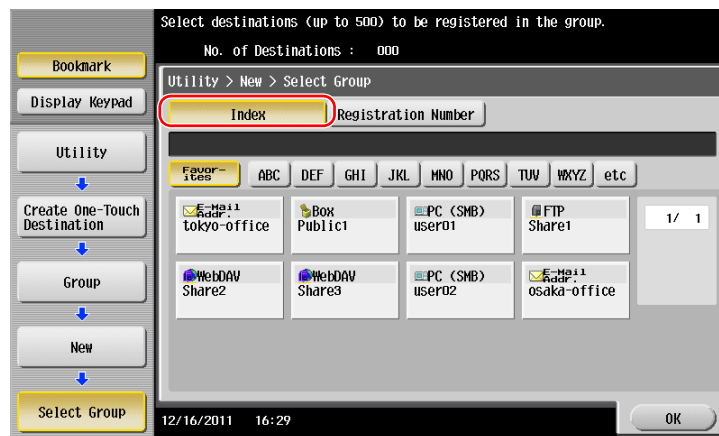 Select destinations (up to 500) to be registered in the group.
No. of Destinations : 000
Bookmark
Display Keypad
Utility
Create One-Touch
Destination
Group
New
Select Group
Utility > New > Select Group
Index Registration Number
Favor-
ites ABC DEF GHI JKL MNO PQRS TUV WXYZ etc
E-Mail
Addr.
tokyo-office
Box
Public1
PC (SMB)
user01
FTP
Share1
1/ 1
WebDAV
Share2
WebDAV
Share3
PC (SMB)
user02
E-Mail
Addr.
osaka-office
12/16/2011 16:29
OK